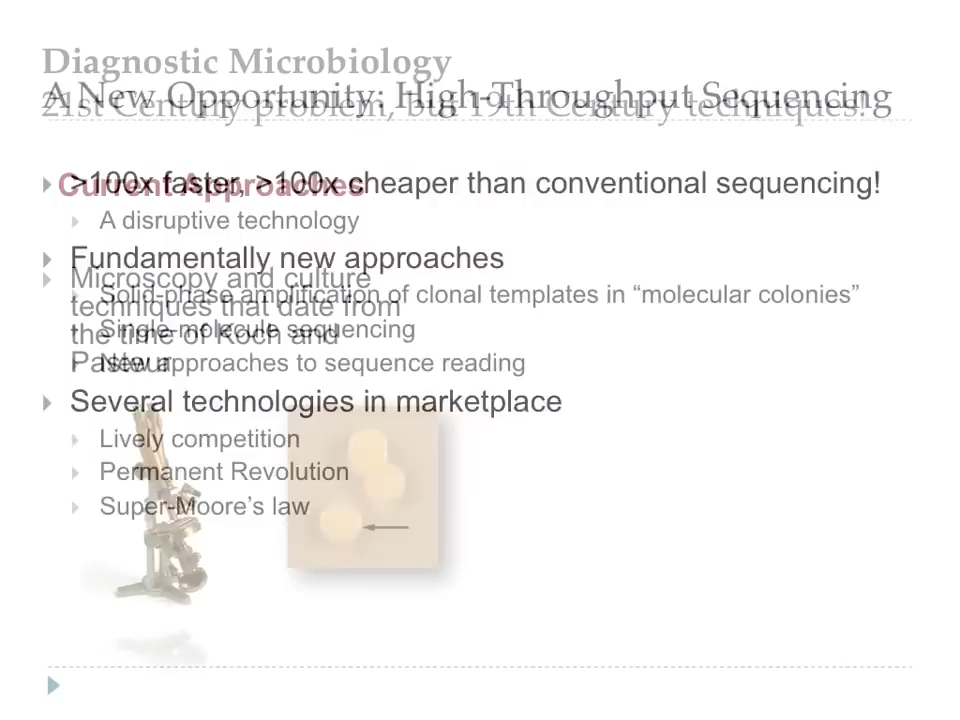 Diagnostic Microbiology
21st Century problem, but 19th Century techniques!
A New Opportunity: High-Throughput Sequencing
Current Approaches
>100x faster, >100x cheaper than conventional sequencing!
A disruptive technology
Fundamentally new approaches
Microscopy and culture
techniques that date from
the time of Koch and
Pasteur
Solid-phase amplification of clonal templates in “molecular colonies”
Single-molecule sequencing
New approaches to sequence reading
Several technologies in marketplace
Lively competition
Permanent Revolution
Super-Moore’s law